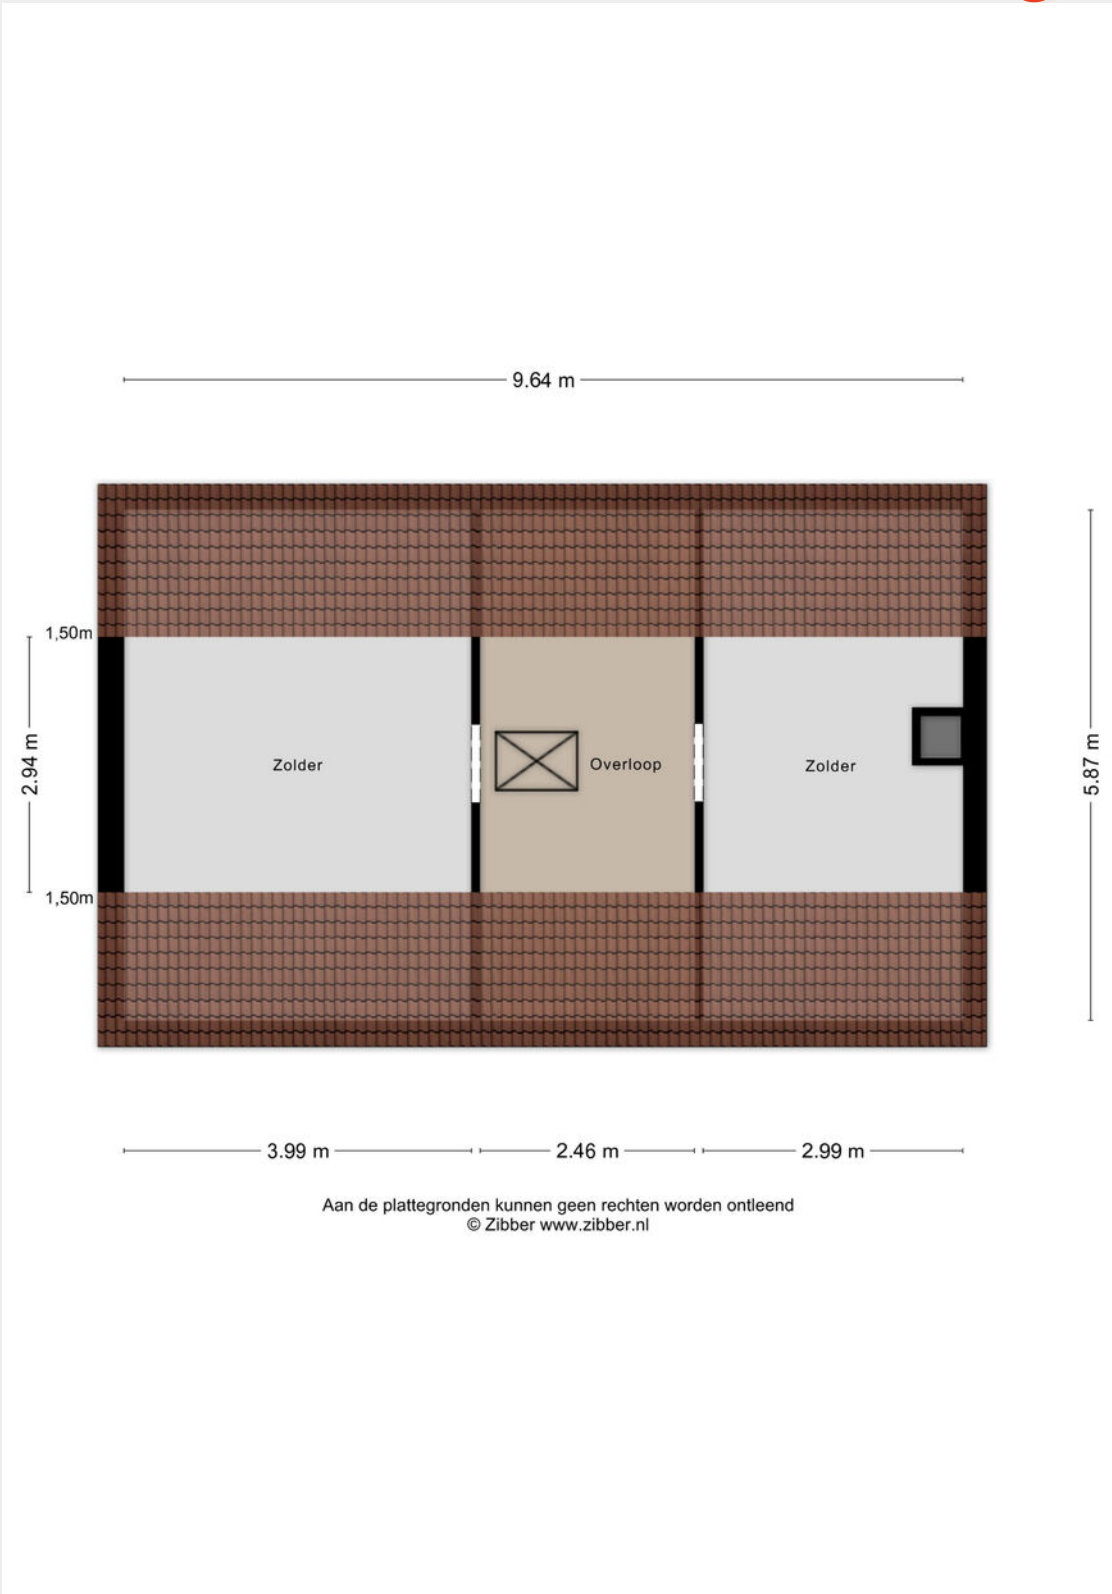 9.64 m
1,50m
2.94 m
5.87 m
Zolder
Overloop
Zolder
1,50m
3.99 m
2.46 m
2.99 m
Aan de plattegronden kunnen geen rechten worden ontleend
© Zibber www.zibber.nl